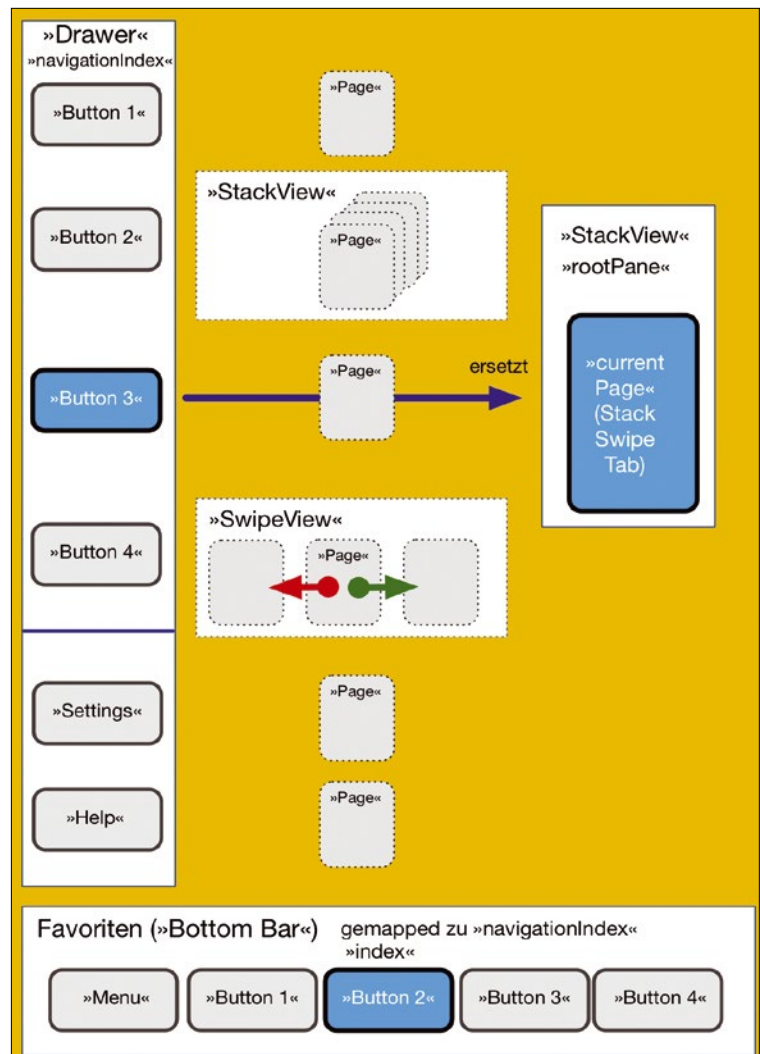 »Drawer«
»navigationIndex«
»Button 1«
»Page«
»Button 2«
»StackView«
»Page«
»StackView«
»rootPane«
»Button 3«
»Page«
ersetzt
»current
Page«
(Stack
Swipe
Tab)
»Button 4«
»SwipeView«
»Page«
»Settings«
»Page«
»Help«
»Page«
Favoriten (»Bottom Bar«)
gemapped zu »navigationIndex«
»index«
»Menu«
»Button 1«
»Button 2«
»Button 3«
»Button 4«